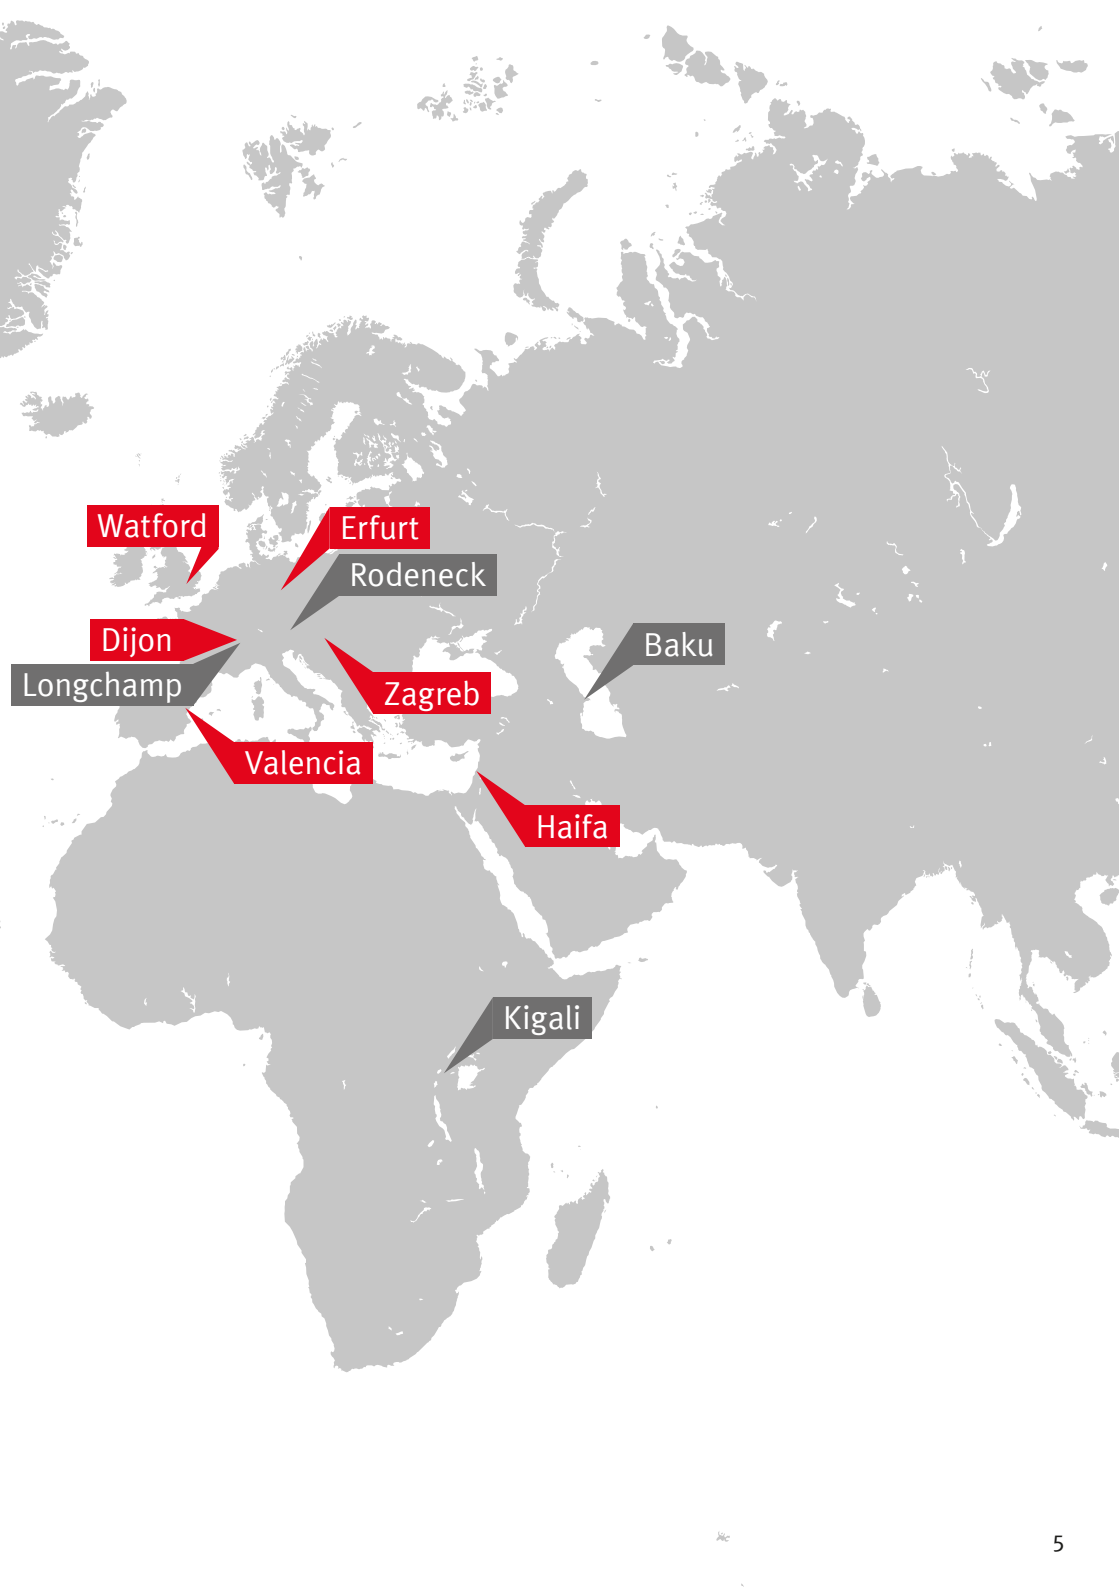 Watford
Erfurt
Rodeneck
Dijon
Baku
Longchamp
Zagreb
Valencia
Haifa
Kigali
5